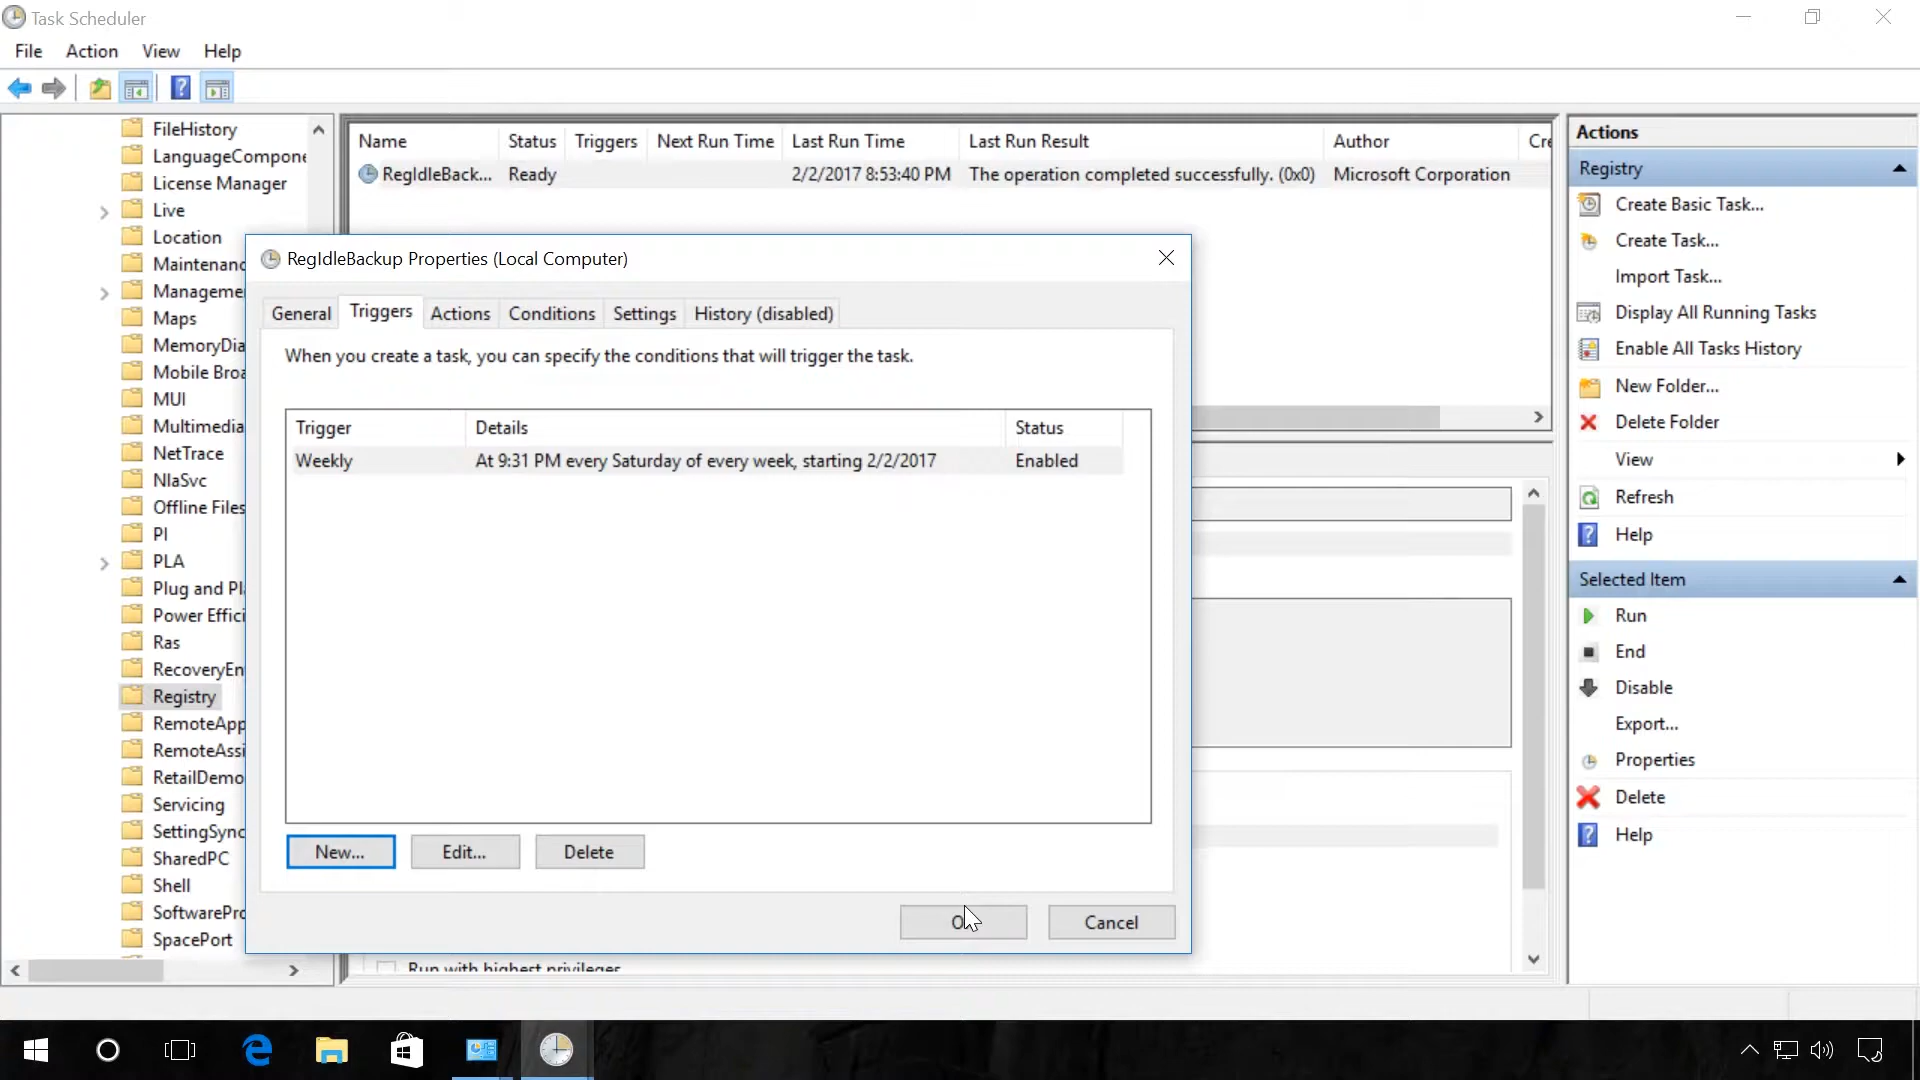 Task Scheduler
File Action View Help
FileHistory
LanguageCompone
License Manager
Live
Location
Maintenanc
Manageme
Maps
MemoryDia
Mobile Broa
MUI
Multimedia
NetTrace
NlaSvc
Offline Files
PI
PLA
Plug and Pl
Power Effici
Ras
RecoveryEn
Registry
RemoteApp
RemoteAssi
RetailDemo
Servicing
SettingSync
SharedPC
Shell
SoftwarePro
SpacePort
Name Status Triggers Next Run Time Last Run Time Last Run Result Author Cre
RegIdleBack... Ready 2/2/2017 8:53:40 PM The operation completed successfully. (0x0) Microsoft Corporation
RegIdleBackup Properties (Local Computer)
General Triggers Actions Conditions Settings History (disabled)
When you create a task, you can specify the conditions that will trigger the task.
Trigger Details Status
Weekly At 9:31 PM every Saturday of every week, starting 2/2/2017 Enabled
New... Edit... Delete
Cancel
Run with highest privileges
Actions
Registry
Create Basic Task...
Create Task...
Import Task...
Display All Running Tasks
Enable All Tasks History
New Folder...
Delete Folder
View
Refresh
Help
Selected Item
Run
End
Disable
Export...
Properties
Delete
Help